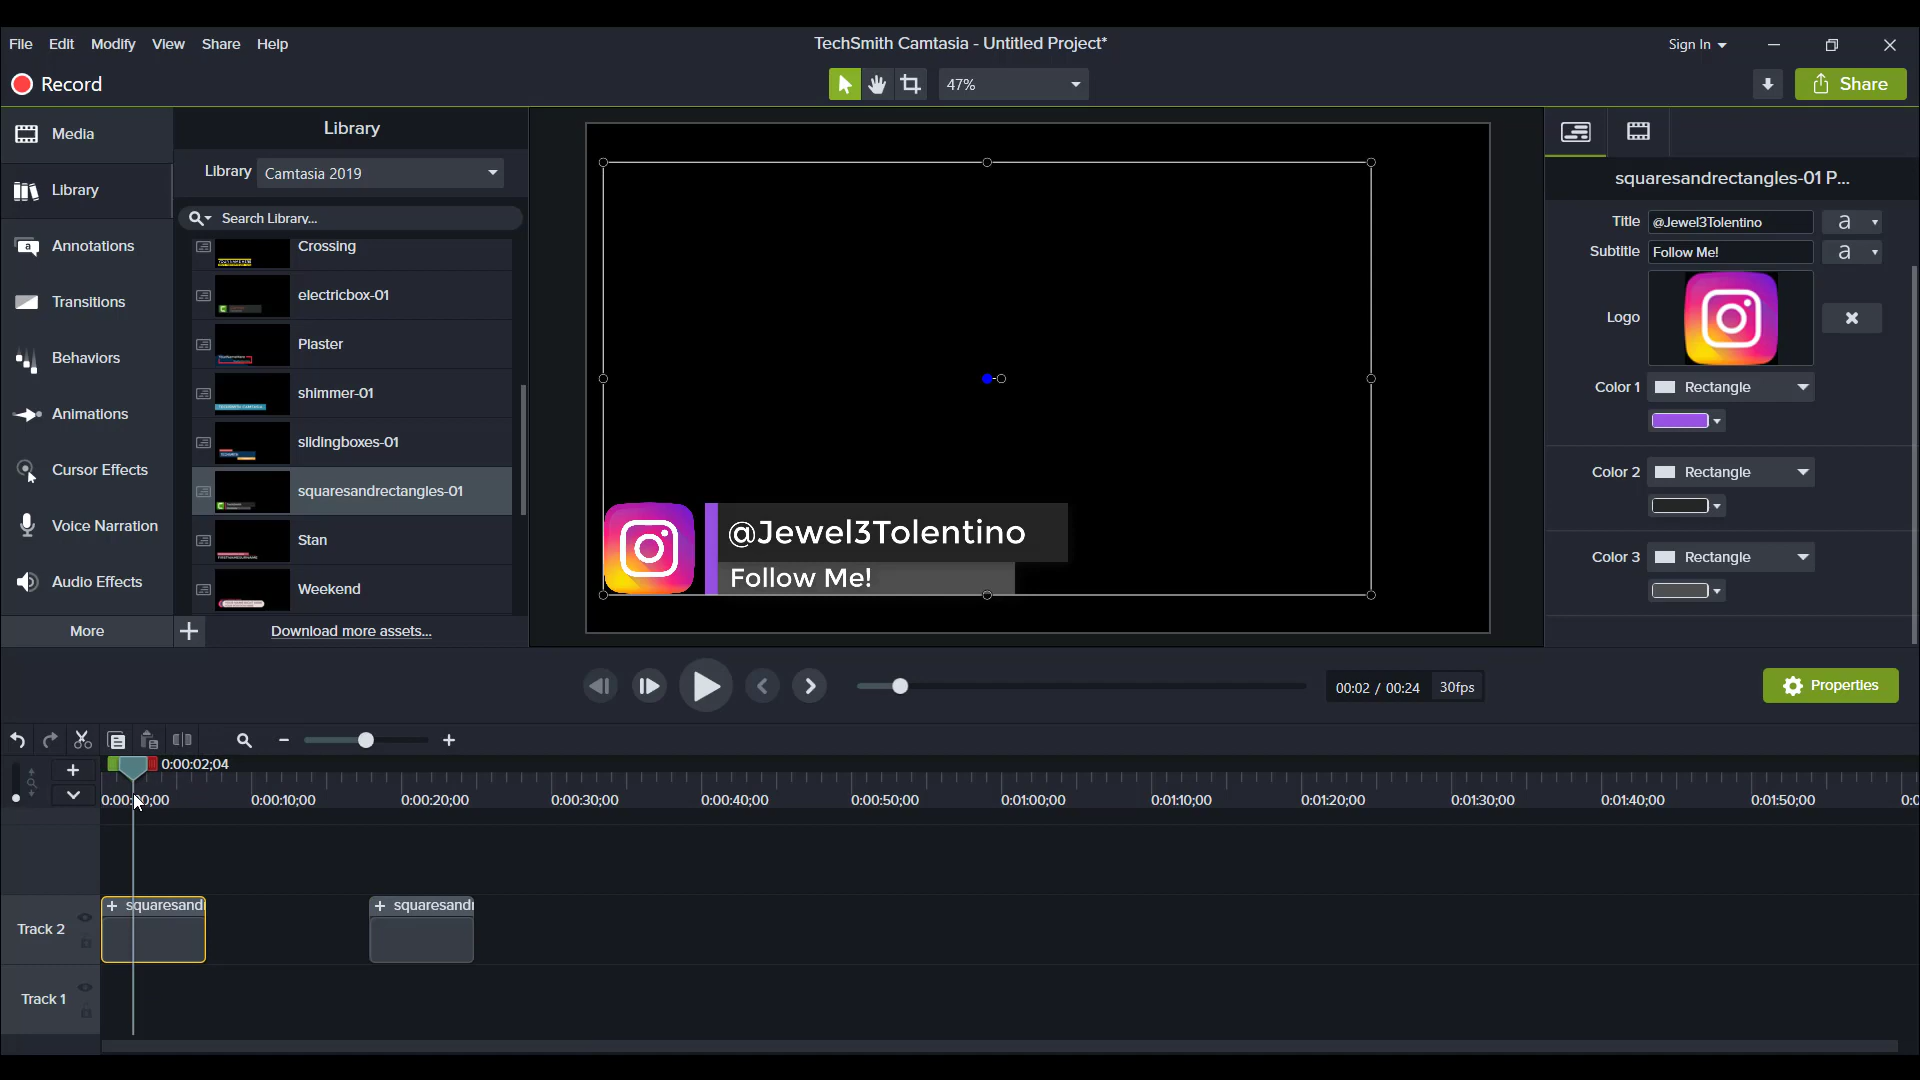 File Edit Modify View Share Help
TechSmith Camtasia - Untitled Project*
Sign In
Record
47%
Share
Media
Library
Annotations
Transitions
Behaviors
Animations
Cursor Effects
Voice Narration
Audio Effects
More
Library
Library Camtasia 2019
Search Library...
Crossing
electricbox-01
Plaster
shimmer-01
slidingboxes-01
squaresandrectangles-01
Stan
Weekend
Download more assets...
@Jewel3Tolentino
Follow Me!
squaresandrectangles-01 P...
Title @Jewel3Tolentino a
Subtitle Follow Me! a
Logo
Color 1 Rectangle
Color 2 Rectangle
Color 3 Rectangle
00:02 / 00:24 30fps
Properties
0:00:02;04
0:00:10;00 0:00:20;00 0:00:30;00 0:00:40;00 0:00:50;00 0:01:00;00 0:01:10;00 0:01:20;00 0:01:30;00 0:01:40;00 0:01:50;00
Track 2 + squaresand + squaresand
Track 1